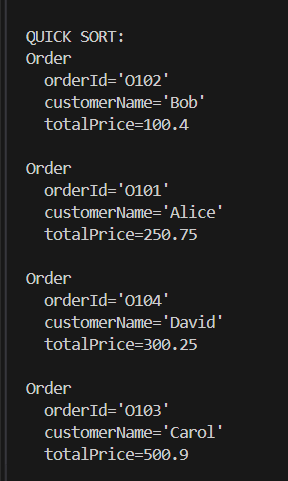 QUICK SORT:
Order
  orderId='O102'
  customerName='Bob'
  totalPrice=100.4

Order
  orderId='O101'
  customerName='Alice'
  totalPrice=250.75

Order
  orderId='O104'
  customerName='David'
  totalPrice=300.25

Order
  orderId='O103'
  customerName='Carol'
  totalPrice=500.9